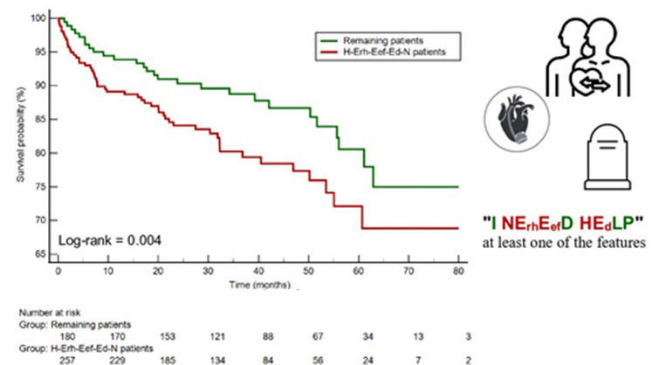 100
95
90
85
80
75
70
65
Survival probability (%)
Remaining patients
H-Erh-Eef-Ed-N patients
Log-rank = 0.004
0 10 20 30 40 50 60 70 80
Time (months)
"I NErhEefD HEdLP"
at least one of the features
Number at risk
Group: Remaining patients
180 170 153 121 88 67 34 13 3
Group: H-Erh-Eef-Ed-N patients
257 229 185 134 84 56 24 7 2